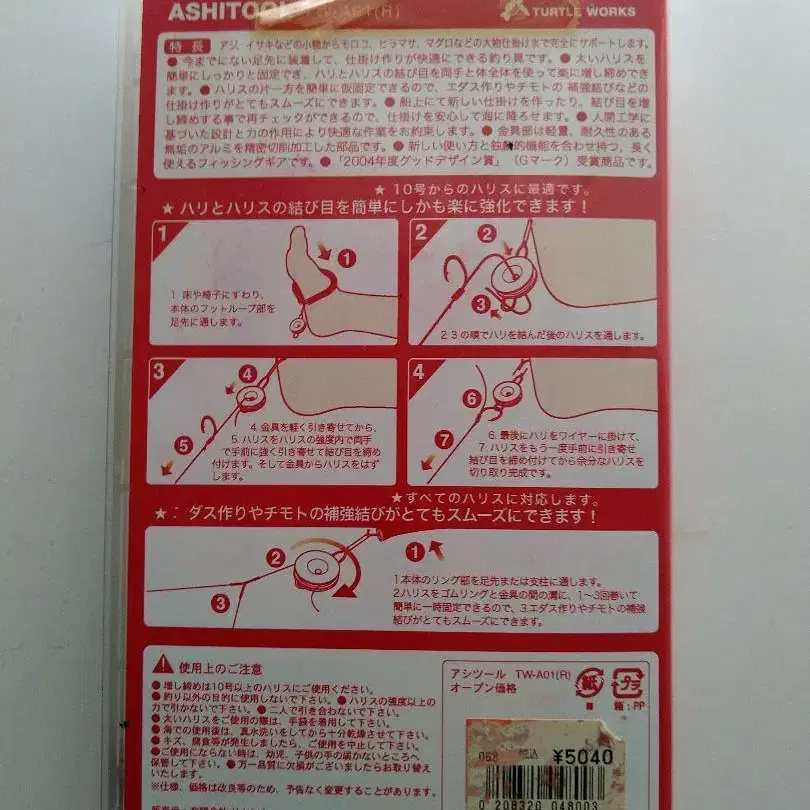 ASHITOOL TW-A01(R)
TURTLE WORKS
特長 アジ、イサキなどの小物からモロコ、ヒラマサ、マグロなどの大物仕掛けまで完全にサポートします。
● 今までにない足先に装着して、仕掛け作りが快適にできる釣り具です。● 太いハリスを
簡単にしっかりと固定でき、ハリとハリスの結び目を両手と体全体を使って楽に増し締めでき
ます。● ハリスの片一方を簡単に仮固定できるので、エダス作りやチモトの 補強結びなどの
仕掛け作りがとてもスムーズにできます。● 船上にて新しい仕掛けを作ったり、結び目を増
し締めする事で再チェックができるので、仕掛けを安心して海に降ろせます。● 人間工学に
基づいた設計と力の作用により快適な作業をお約束します。● 金具部は軽量、耐久性のある
無垢のアルミを精密切削加工した部品です。● 新しい使い方と独創的機能を合わせ持つ、長く
使えるフィッシングギアです。●「2004年度グッドデザイン賞」(Gマーク) 受賞商品です。
★ 10号からのハリスに最適です。
★ ハリとハリスの結び目を簡単にしかも楽に強化できます!
1
1
1. 床や椅子にすわり、
本体のフットループ部を
足先に通します。
2
2
3
2.3 の順でハリを結んだ後のハリスを通します。
3
4
5
4. 金具を軽く引き寄せてから、
5. ハリスをハリスの強度内で両手
で手前に強く引き寄せて結び目を締め
付けます。そして金具からハリスをはず
します。
4
6
7
6. 最後にハリをワイヤーに掛けて、
7. ハリスをもう一度手前に引き寄せ
結び目を締め付けてから余分なハリスを
切り取り完成です。
★すべてのハリスに対応します。
★ ダス作りやチモトの補強結びがとてもスムーズにできます!
2
1
3
1.本体のリング部を足先または支柱に通します。
2.ハリスをゴムリングと金具の間の溝に、1〜3回巻いて
簡単に一時固定できるので、3.エダス作りやチモトの補強
結びがとてもスムーズにできます。
使用上のご注意
● 増し締めは10号以上のハリスにご使用ください。
● 釣り以外の目的に使用しないで下さい。● ハリスの強度以上の
力で引かないで下さい。● 二人で引き合わないで下さい。
● 太いハリスをご使用の際は、手袋を着用して下さい。
● 海での使用後は、真水洗いをしてから十分乾燥させて下さい。
● キズ、腐食等が発生しましたら、ご使用を中止して下さい。
●ご使用にならない時は、幼児、子供の手の届かないところへ
保管して下さい。● 万一品質に欠損がございましたらお取り替え
いたします。
※仕様、価格は改良等のため、予告なく変更することがあります。
アシツール TW-A01(R)
オープン価格
紙
プラ
箱:PP
税込 ¥5040
0 208320 048003